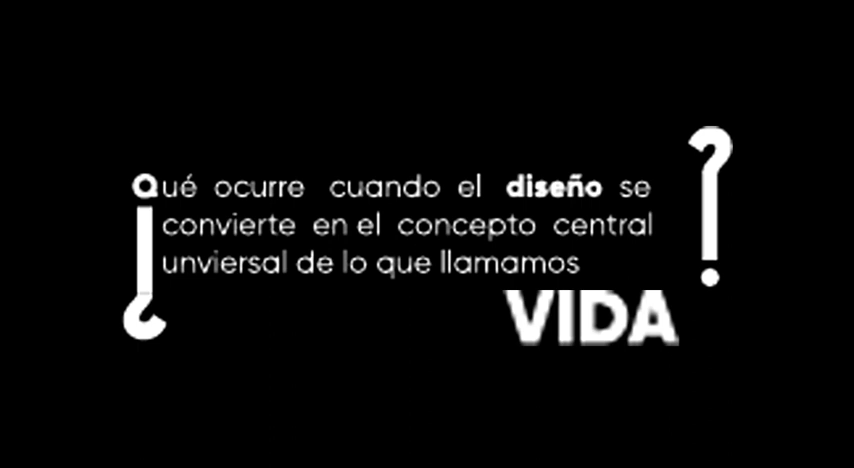 ¿Qué ocurre cuando el diseño se
convierte en el concepto central
unviersal de lo que llamamos
VIDA?